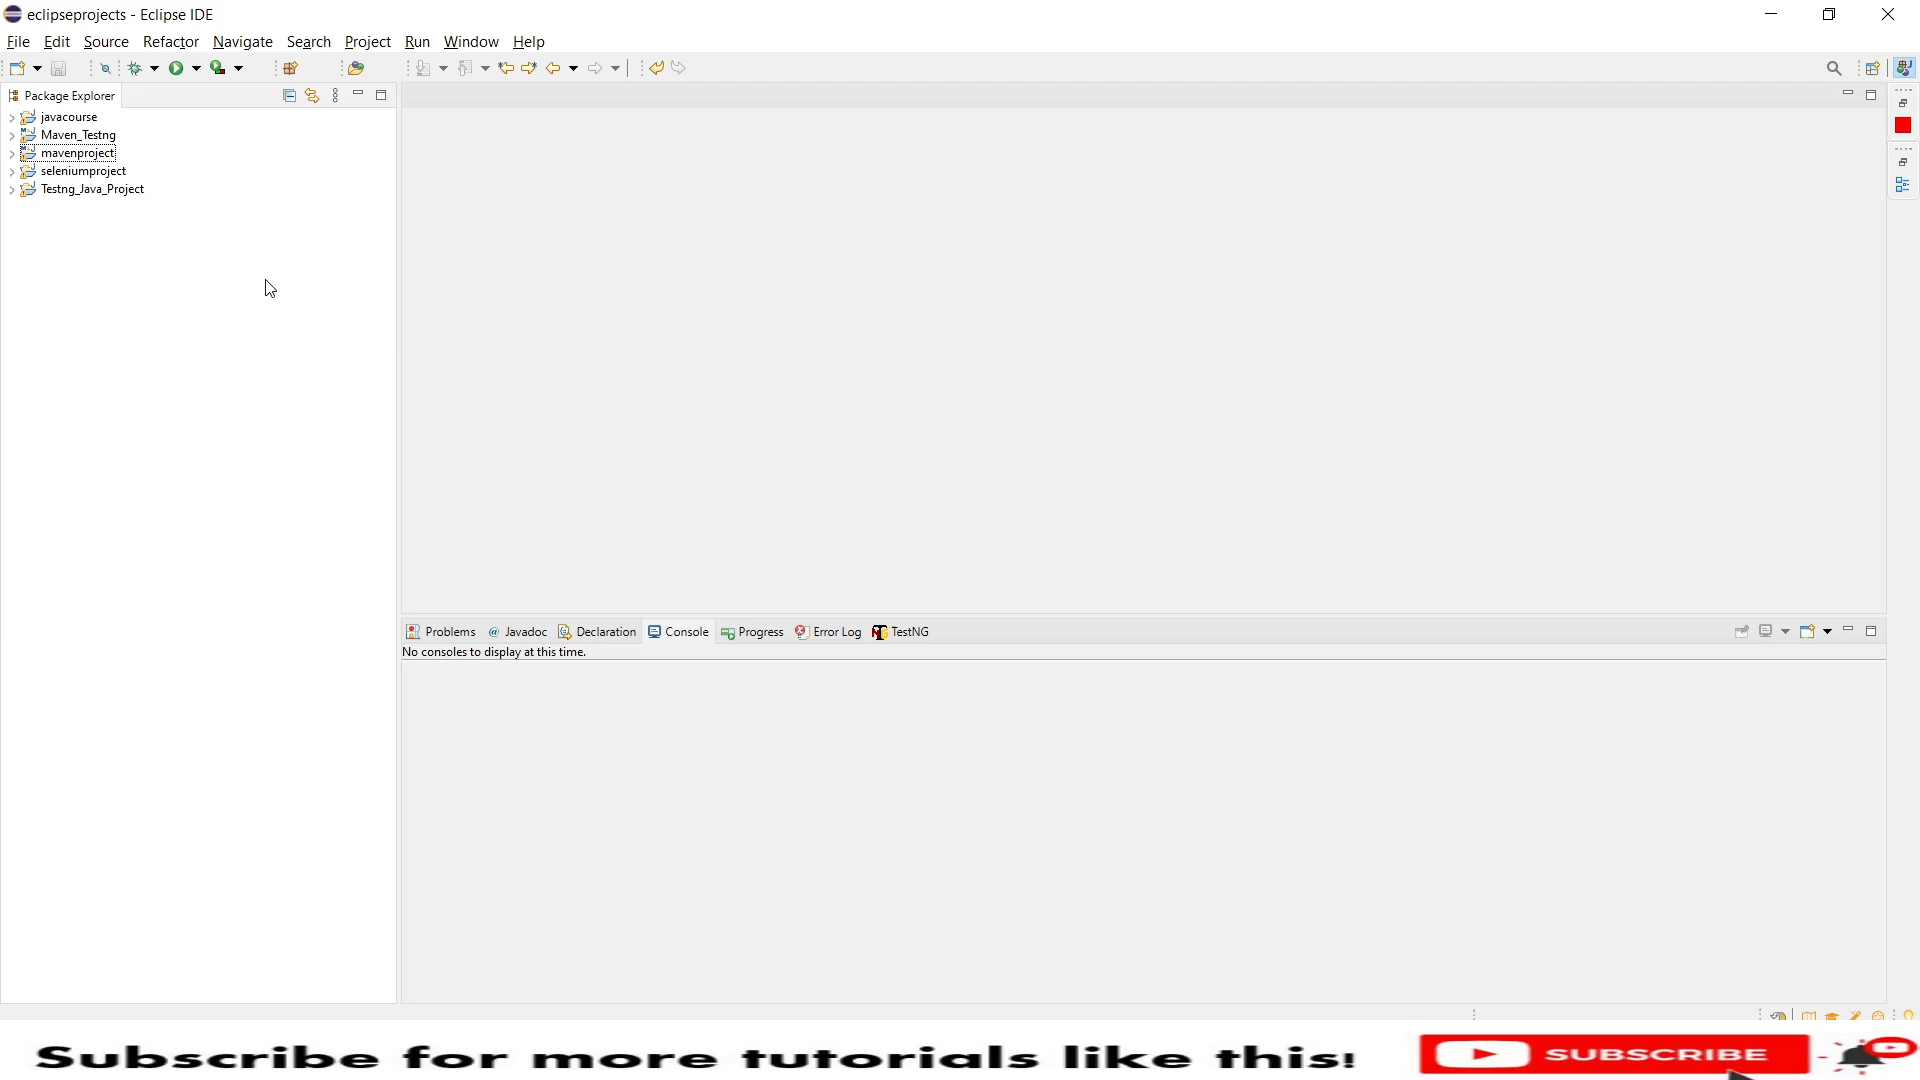 eclipseprojects - Eclipse IDE
File Edit Source Refactor Navigate Search Project Run Window Help
Package Explorer
javacourse
Maven_Testng
mavenproject
seleniumproject
Testng_Java_Project
Problems @ Javadoc Declaration Console Progress Error Log TestNG
No consoles to display at this time.
Subscribe for more tutorials like this! SUBSCRIBE